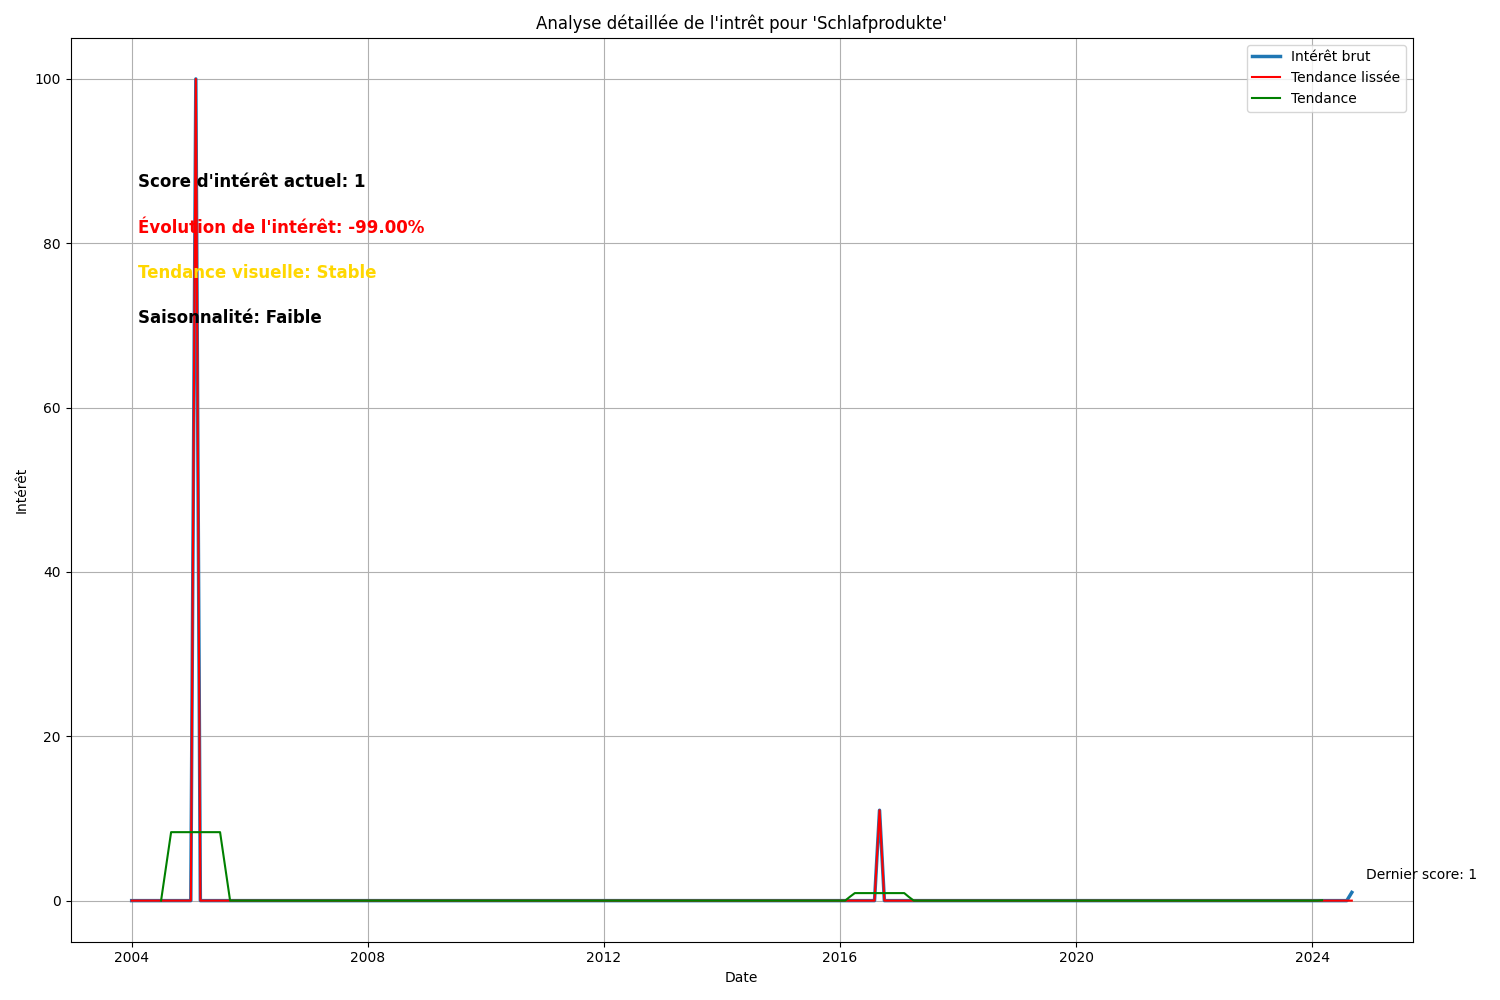 Analyse détaillée de l'intrêt pour 'Schlafprodukte'
Intérêt brut
Tendance lissée
Tendance
100
80
60
40
20
0
Score d'intérêt actuel: 1
Évolution de l'intérêt: -99.00%
Tendance visuelle: Stable
Saisonnalité: Faible
Intérêt
Dernier score: 1
2004
2008
2012
2016
2020
2024
Date